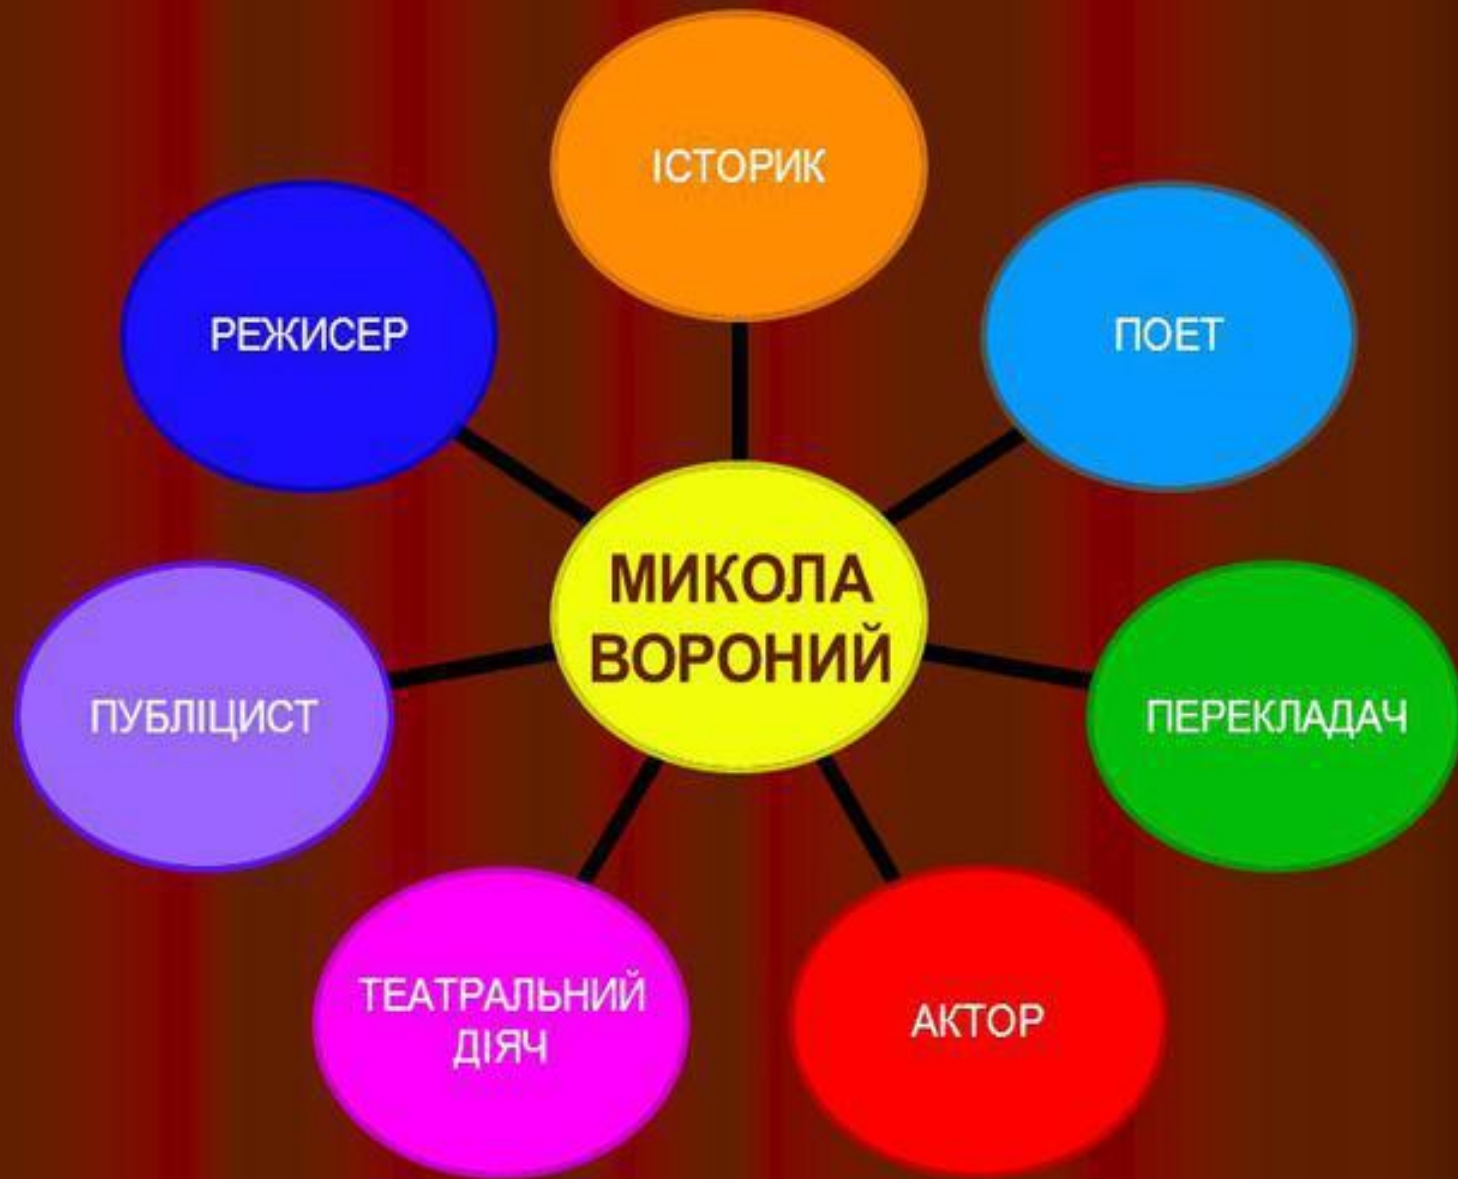 ІСТОРИК
РЕЖИСЕР
ПОЕТ
МИКОЛА
ВОРОНИЙ
ПУБЛІЦИСТ
ПЕРЕКЛАДАЧ
ТЕАТРАЛЬНИЙ
ДІЯЧ
АКТОР